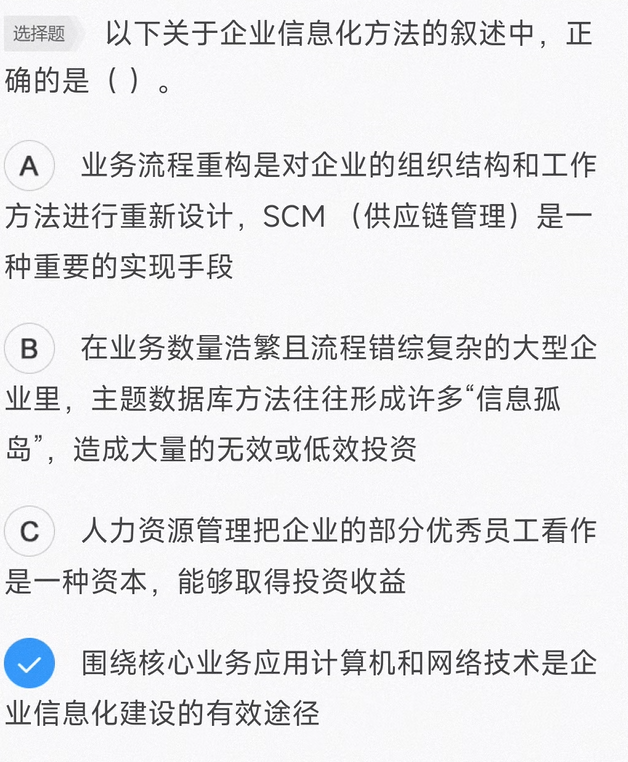 选择题 以下关于企业信息化方法的叙述中，正
确的是（ ）。
A 业务流程重构是对企业的组织结构和工作
方法进行重新设计，SCM （供应链管理）是一
种重要的实现手段
B 在业务数量浩繁且流程错综复杂的大型企
业里，主题数据库方法往往形成许多“信息孤
岛”，造成大量的无效或低效投资
C 人力资源管理把企业的部分优秀员工看作
是一种资本，能够取得投资收益
围绕核心业务应用计算机和网络技术是企
业信息化建设的有效途径